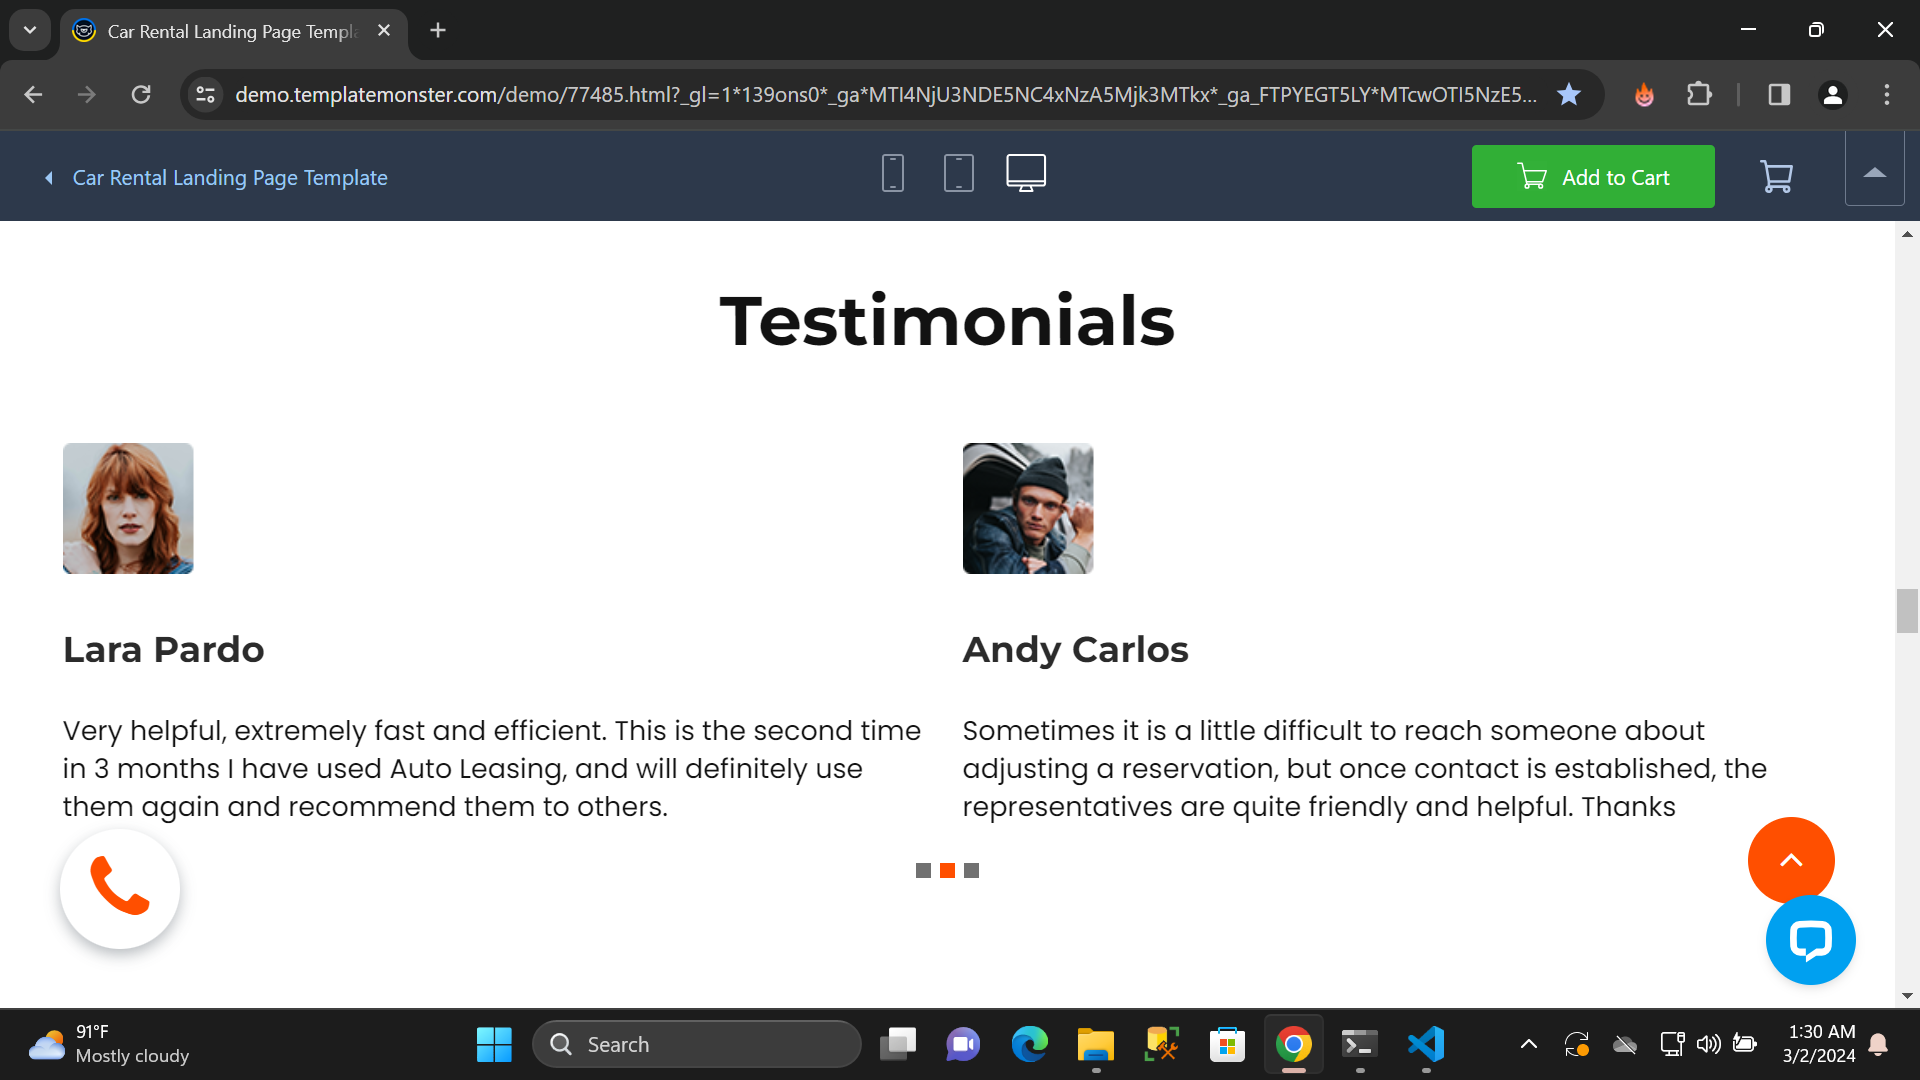 Car Rental Landing Page Templa
demo.templatemonster.com/demo/77485.html?_gl=1*139ons0*_ga*MTI4NjU3NDE5NC4xNzA5Mjk3MTkx*_ga_FTPYEGT5LY*MTcwOTI5NzE5...
Car Rental Landing Page Template
Add to Cart
Testimonials
Lara Pardo
Very helpful, extremely fast and efficient. This is the second time
in 3 months I have used Auto Leasing, and will definitely use
them again and recommend them to others.
Andy Carlos
Sometimes it is a little difficult to reach someone about
adjusting a reservation, but once contact is established, the
representatives are quite friendly and helpful. Thanks
91°F
Mostly cloudy
Search
1:30 AM
3/2/2024